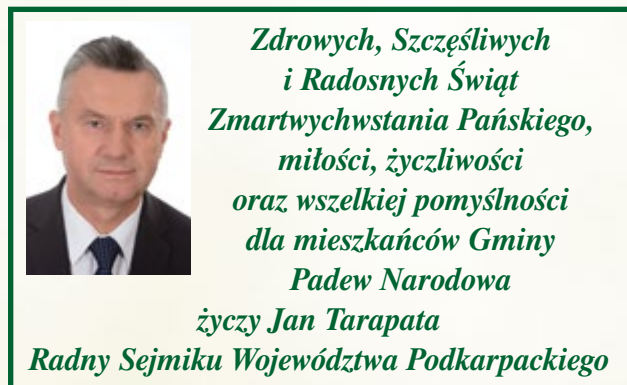 Zdrowych, Szczęśliwych
i Radosnych Świąt
Zmartwychwstania Pańskiego,
miłości, życzliwości
oraz wszelkiej pomyślności
dla mieszkańców Gminy
Padew Narodowa
życzy Jan Tarapata
Radny Sejmiku Województwa Podkarpackiego